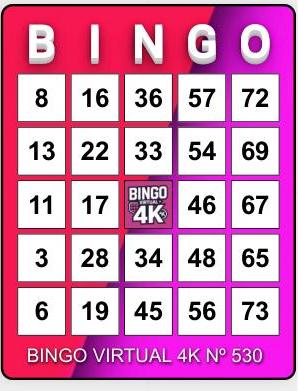 B I N G O
8 16 36 57 72
13 22 33 54 69
11 17 BINGO VIRTUAL 4K 46 67
3 28 34 48 65
6 19 45 56 73
BINGO VIRTUAL 4K Nº 530